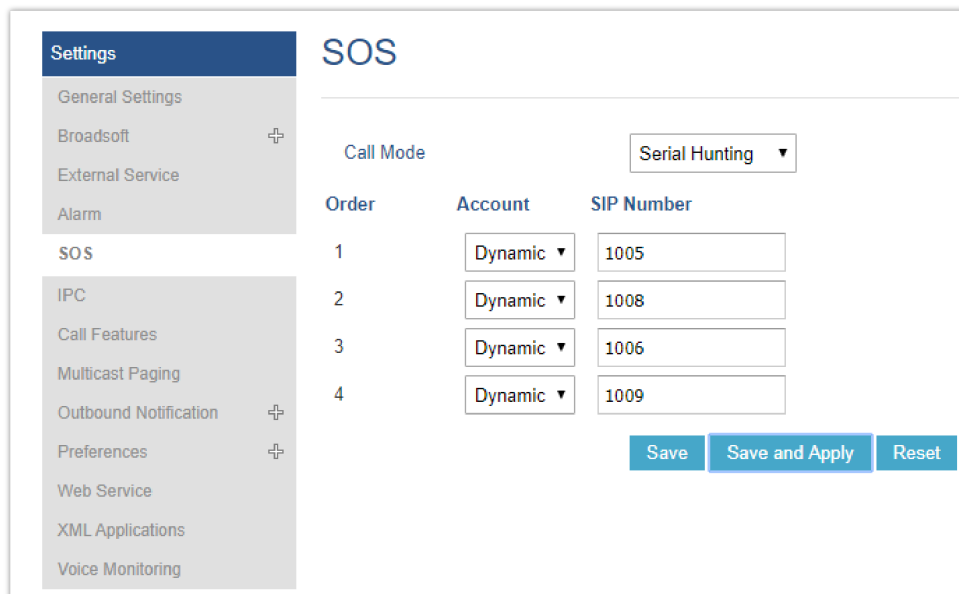 Settings
General Settings
Broadsoft
External Service
Alarm
SOS
IPC
Call Features
Multicast Paging
Outbound Notification
Preferences
Web Service
XML Applications
Voice Monitoring
SOS
Call Mode Serial Hunting
Order Account SIP Number
1 Dynamic 1005
2 Dynamic 1008
3 Dynamic 1006
4 Dynamic 1009
Save Save and Apply Reset